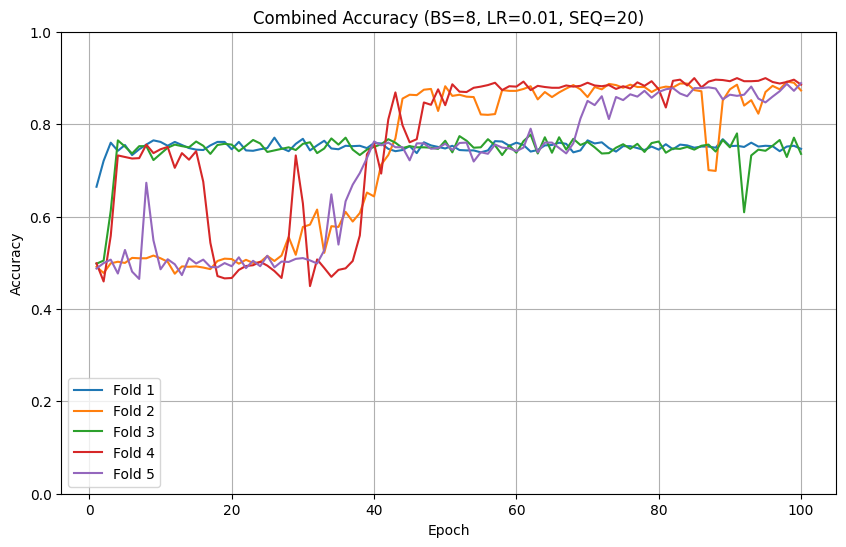 Combined Accuracy (BS=8, LR=0.01, SEQ=20)
1.0
0.8
0.6
0.4
0.2
0.0
Accuracy
Fold 1
Fold 2
Fold 3
Fold 4
Fold 5
0 20 40 60 80 100
Epoch